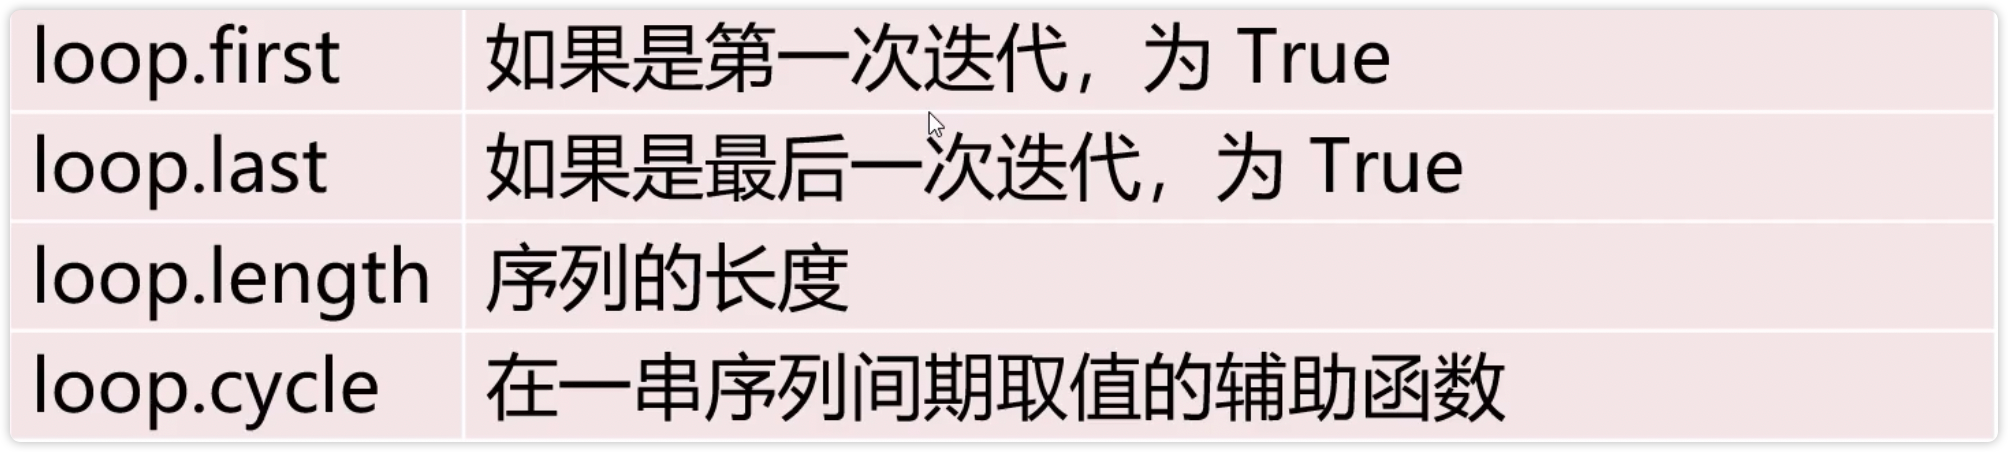 loop.first 如果是第一次迭代，为 True
loop.last 如果是最后一次迭代，为 True
loop.length 序列的长度
loop.cycle 在一串序列间期取值的辅助函数